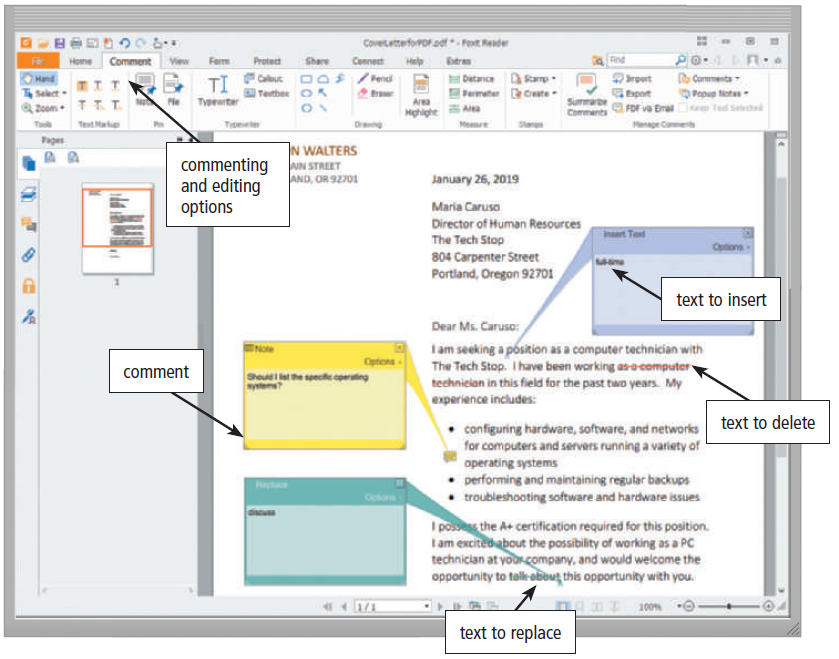 CoverLetterforPDF.pdf * - Foxit Reader
File Home Comment View Form Protect Share Connect Help Extras Find
Hand
Select
Zoom
Tools
T T T
T T T
Text Markup
Note File
Pin
Typewriter
Callout
Textbox
Typewriter
Pencil
Eraser
Drawing
Area
Highlight
Distance
Perimeter
Area
Measure
Stamp
Create
Stamps
Summarize
Comments
Import
Export
FDF via Email
Comments
Popup Notes
Keep Tool Selected
Manage Comments
Pages
1
commenting
and editing
options
N WALTERS
AIN STREET
AND, OR 92701
January 26, 2019
Maria Caruso
Director of Human Resources
The Tech Stop
804 Carpenter Street
Portland, Oregon 92701
Insert Text
Options
full-time
text to insert
Dear Ms. Caruso:
I am seeking a position as a computer technician with
The Tech Stop. I have been working as a computer
technician in this field for the past two years. My
experience includes:
text to delete
Note
Options
Should I list the specific operating
systems?
comment
• configuring hardware, software, and networks
for computers and servers running a variety of
operating systems
• performing and maintaining regular backups
• troubleshooting software and hardware issues
Replace
Options
discuss
I possess the A+ certification required for this position.
I am excited about the possibility of working as a PC
technician at your company, and would welcome the
opportunity to talk about this opportunity with you.
text to replace
1 / 1
100%